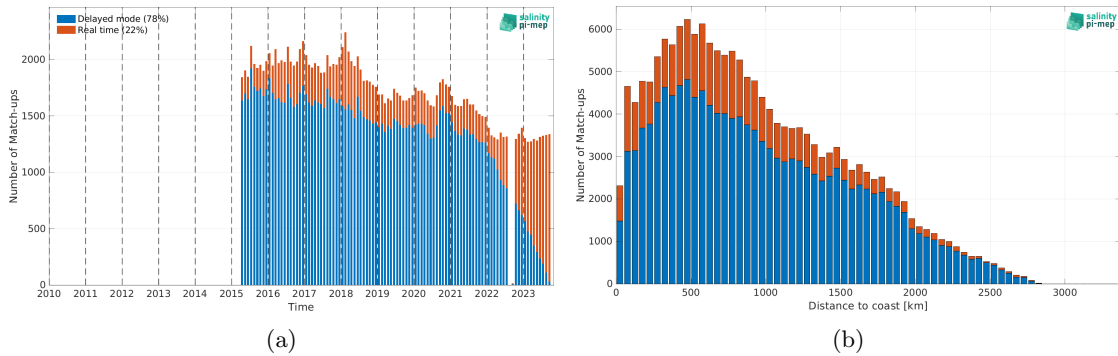 Delayed mode (78%)
Real time (22%)
salinity
pi-mep
Number of Match-ups
2000
1500
1000
500
0
2010 2011 2012 2013 2014 2015 2016 2017 2018 2019 2020 2021 2022 2023
Time
(a)
salinity
pi-mep
Number of Match-ups
6000
5000
4000
3000
2000
1000
0
0 500 1000 1500 2000 2500 3000
Distance to coast [km]
(b)